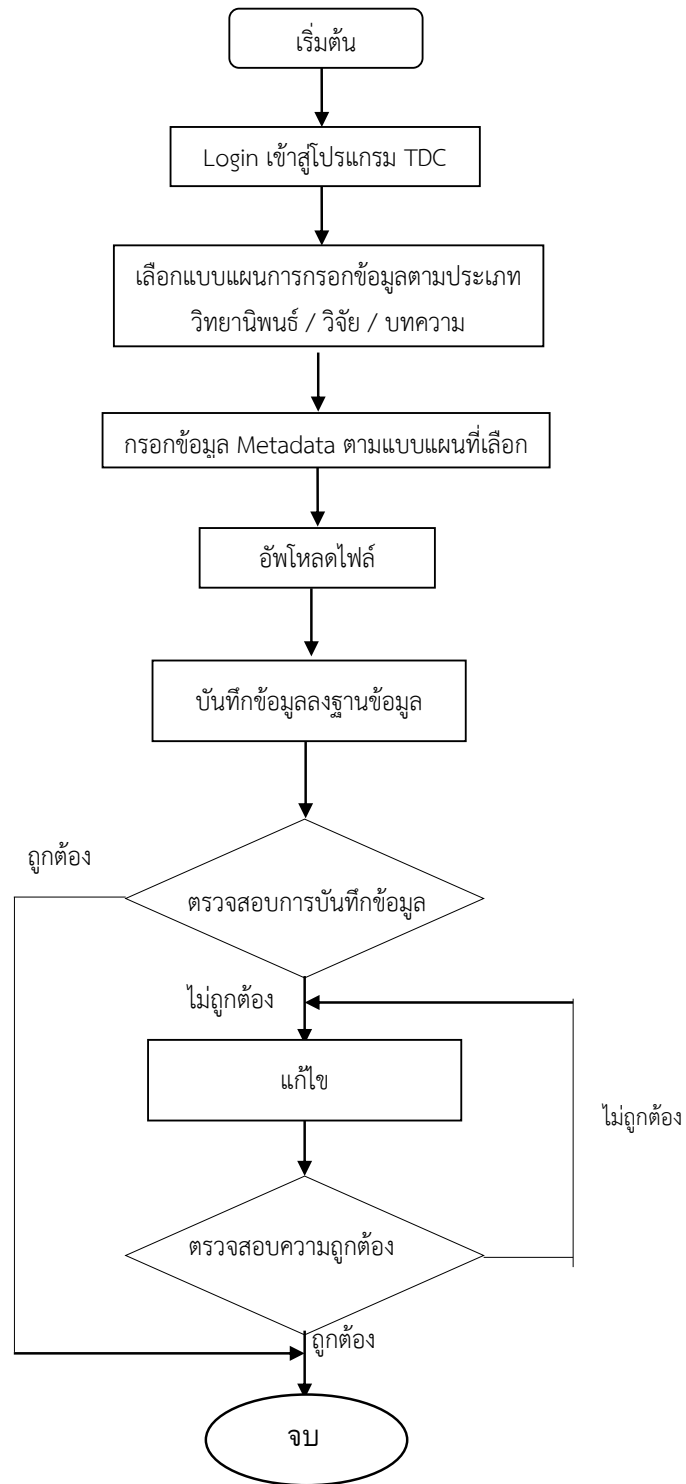 เริ่มต้น
Login เข้าสู่โปรแกรม TDC
เลือกแบบแผนการกรอกข้อมูลตามประเภท
วิทยานิพนธ์ / วิจัย / บทความ
กรอกข้อมูล Metadata ตามแบบแผนที่เลือก
อัพโหลดไฟล์
บันทึกข้อมูลลงฐานข้อมูล
ถูกต้อง
ตรวจสอบการบันทึกข้อมูล
ไม่ถูกต้อง
แก้ไข
ไม่ถูกต้อง
ตรวจสอบความถูกต้อง
ถูกต้อง
จบ